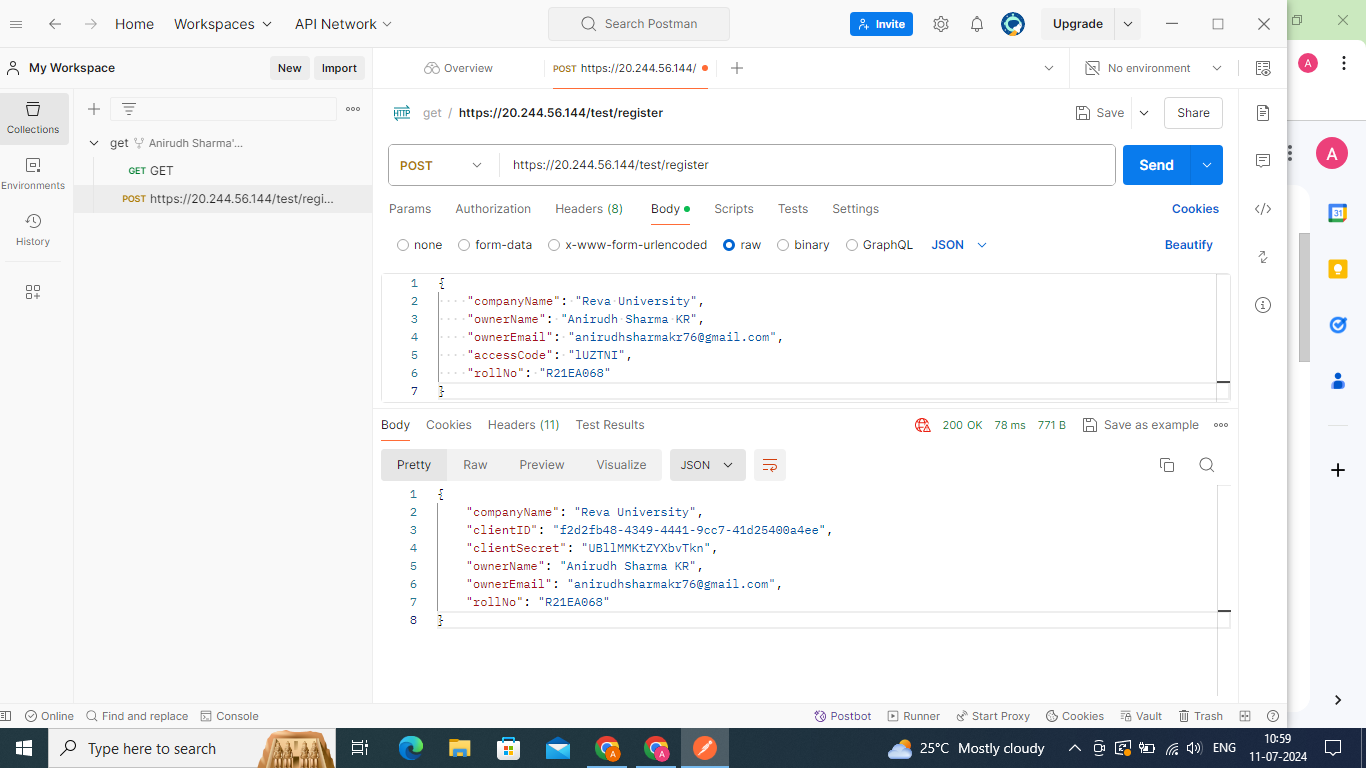 Home
Workspaces
API Network
Search Postman
Invite
Upgrade
My Workspace
New
Import
Overview
POST https://20.244.56.144/
No environment
Collections
Environments
History
get Anirudh Sharma'...
GET GET
POST https://20.244.56.144/test/regi...
HTTP get / https://20.244.56.144/test/register
Save
Share
POST
https://20.244.56.144/test/register
Send
Params
Authorization
Headers (8)
Body
Scripts
Tests
Settings
Cookies
none
form-data
x-www-form-urlencoded
raw
binary
GraphQL
JSON
Beautify
1 {
2 "companyName": "Reva University",
3 "ownerName": "Anirudh Sharma KR",
4 "ownerEmail": "anirudhsharmakr76@gmail.com",
5 "accessCode": "lUZTNI",
6 "rollNo": "R21EA068"
7 }
Body
Cookies
Headers (11)
Test Results
200 OK
78 ms
771 B
Save as example
Pretty
Raw
Preview
Visualize
JSON
1 {
2 "companyName": "Reva University",
3 "clientID": "f2d2fb48-4349-4441-9cc7-41d25400a4ee",
4 "clientSecret": "UBllMMKtZYXbvTkn",
5 "ownerName": "Anirudh Sharma KR",
6 "ownerEmail": "anirudhsharmakr76@gmail.com",
7 "rollNo": "R21EA068"
8 }
Online
Find and replace
Console
Postbot
Runner
Start Proxy
Cookies
Vault
Trash
A
A
31
Type here to search
A
A
25°C Mostly cloudy
ENG
10:59
11-07-2024